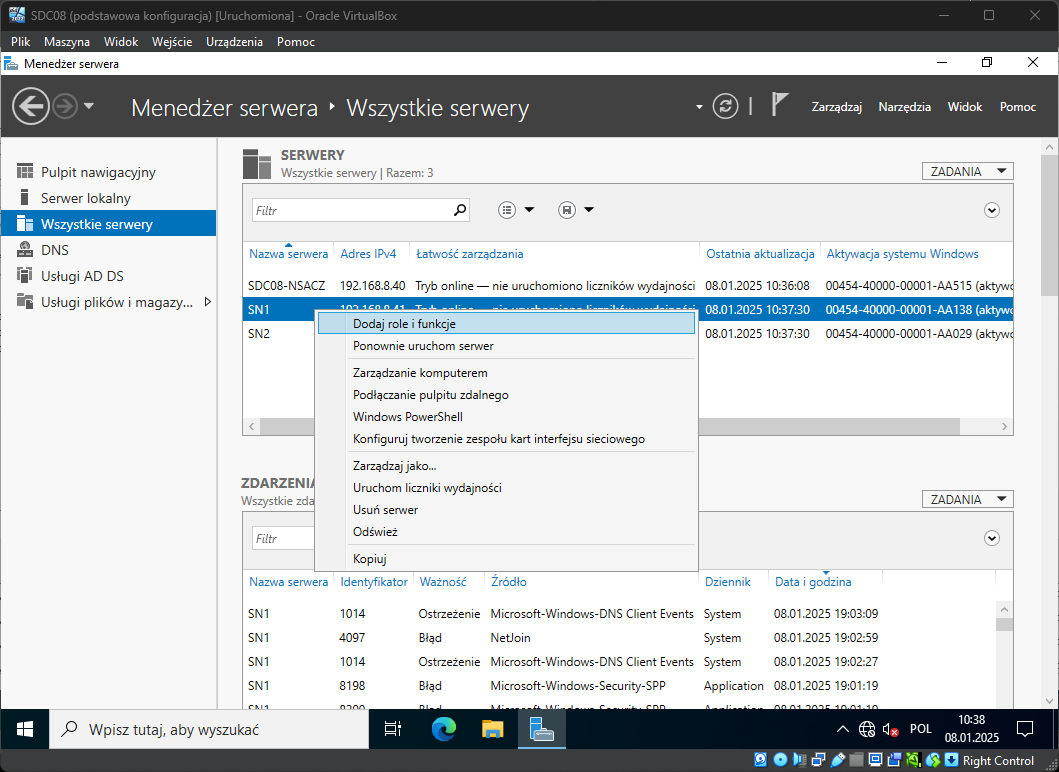 SDC08 (podstawowa konfiguracja) [Uruchomiona] - Oracle VirtualBox
Plik Maszyna Widok Wejście Urządzenia Pomoc
Menedżer serwera
Menedżer serwera Wszystkie serwery
Zarządzaj Narzędzia Widok Pomoc
Pulpit nawigacyjny
Serwer lokalny
Wszystkie serwery
DNS
Usługi AD DS
Usługi plików i magazy...
SERWERY
Wszystkie serwery | Razem: 3
ZADANIA
Filtr
Nazwa serwera Adres IPv4 Łatwość zarządzania Ostatnia aktualizacja Aktywacja systemu Windows
SDC08-NSACZ 192.168.8.40 Tryb online — nie uruchomiono liczników wydajności 08.01.2025 10:36:08 00454-40000-00001-AA515 (aktywo
SN1 192.168.8.41 Tryb online — nie uruchomiono liczników wydajności 08.01.2025 10:37:30 00454-40000-00001-AA138 (aktywo
SN2 08.01.2025 10:37:30 00454-40000-00001-AA029 (aktywo
Dodaj role i funkcje
Ponownie uruchom serwer
Zarządzanie komputerem
Podłączanie pulpitu zdalnego
Windows PowerShell
Konfiguruj tworzenie zespołu kart interfejsu sieciowego
Zarządzaj jako...
Uruchom liczniki wydajności
Usuń serwer
Odśwież
Kopiuj
ZDARZENIA
Wszystkie zda
ZADANIA
Filtr
Nazwa serwera Identyfikator Ważność Źródło Dziennik Data i godzina
SN1 1014 Ostrzeżenie Microsoft-Windows-DNS Client Events System 08.01.2025 19:03:09
SN1 4097 Błąd NetJoin System 08.01.2025 19:02:59
SN1 1014 Ostrzeżenie Microsoft-Windows-DNS Client Events System 08.01.2025 19:02:27
SN1 8198 Błąd Microsoft-Windows-Security-SPP Application 08.01.2025 19:01:19
Wpisz tutaj, aby wyszukać
POL
10:38
08.01.2025
Right Control